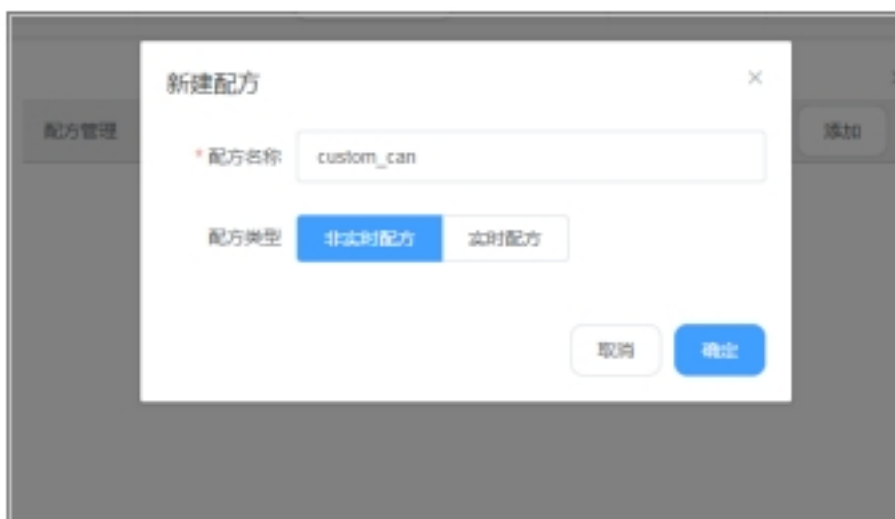 新建配方
×
配方管理
添加
* 配方名称 custom_can
配方类型 非实时配方 实时配方
取消 确定